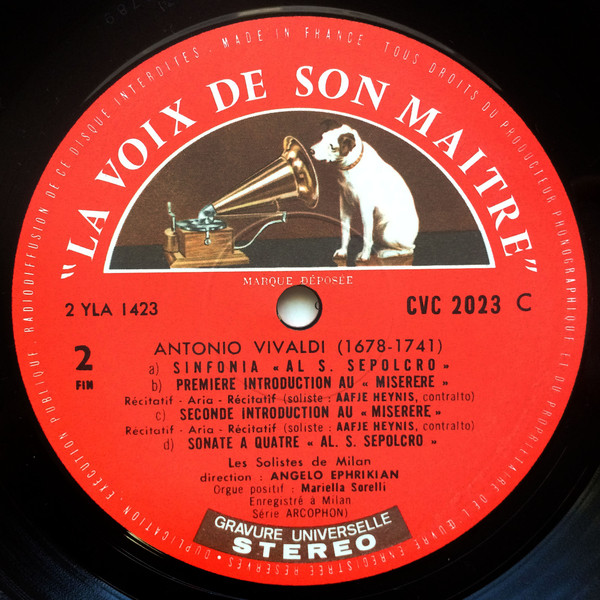 MADE IN FRANCE · TOUS DROITS DU PRODUCTEUR PHONOGRAPHIQUE ET DU PROPRIÉTAIRE DE L'ŒUVRE ENREGISTRÉE RÉSERVÉS · DUPLICATION, EXÉCUTION PUBLIQUE, RADIODIFFUSION DE CE DISQUE INTERDITES.
"LA VOIX DE SON MAITRE"
MARQUE DÉPOSÉE
2 YLA 1423
CVC 2023 C
2
FIN
ANTONIO VIVALDI (1678-1741)
a) SINFONIA « AL S. SEPOLCRO »
b) PREMIERE INTRODUCTION AU « MISERERE »
Récitatif - Aria - Récitatif (soliste : AAFJE HEYNIS, contralto)
c) SECONDE INTRODUCTION AU « MISERERE »
Récitatif - Aria - Récitatif (soliste : AAFJE HEYNIS, contralto)
d) SONATE A QUATRE « AL. S. SEPOLCRO »
Les Solistes de Milan
direction : ANGELO EPHRIKIAN
Orgue positif : Mariella Sorelli
Enregistré à Milan
Série ARCOPHON)
GRAVURE UNIVERSELLE
STEREO